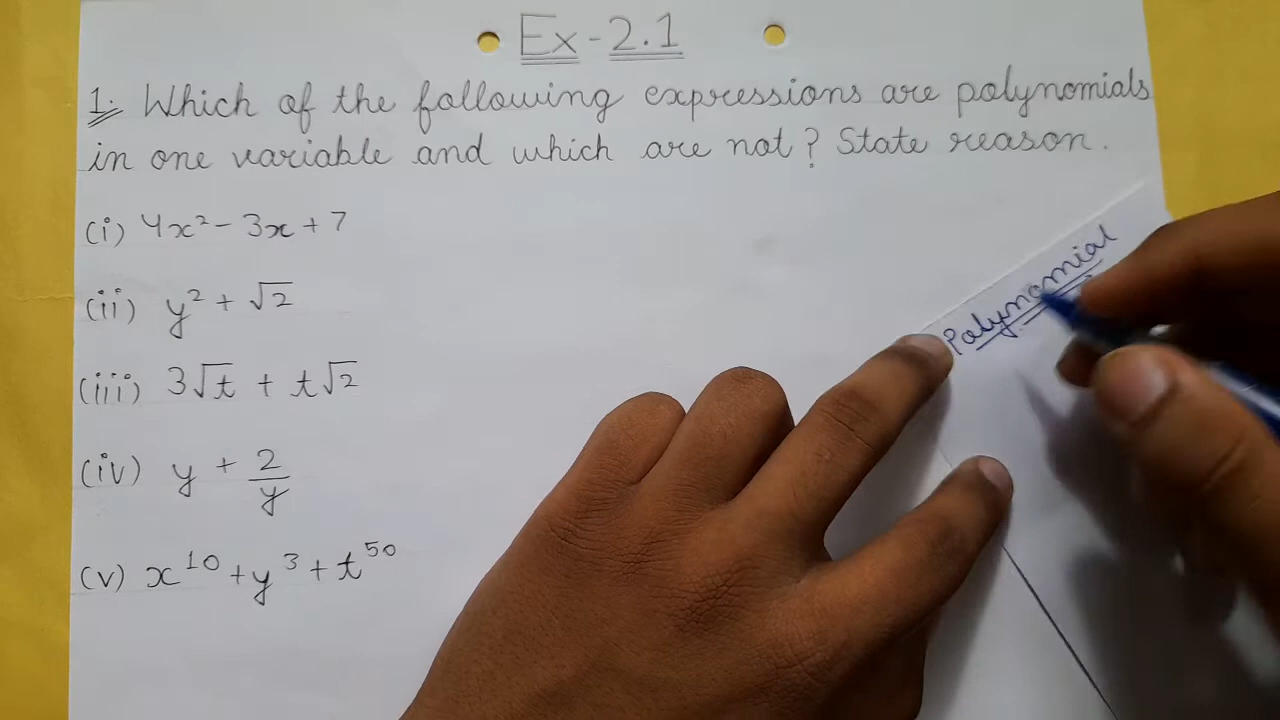 Ex-2.1
1. Which of the following expressions are polynomials
in one variable and which are not? State reason.
(i) 4x² - 3x + 7
(ii) y² + √2
(iii) 3√t + t√2
(iv) y + 2/y
(v) x¹⁰ + y³ + t⁵⁰
Polynomial